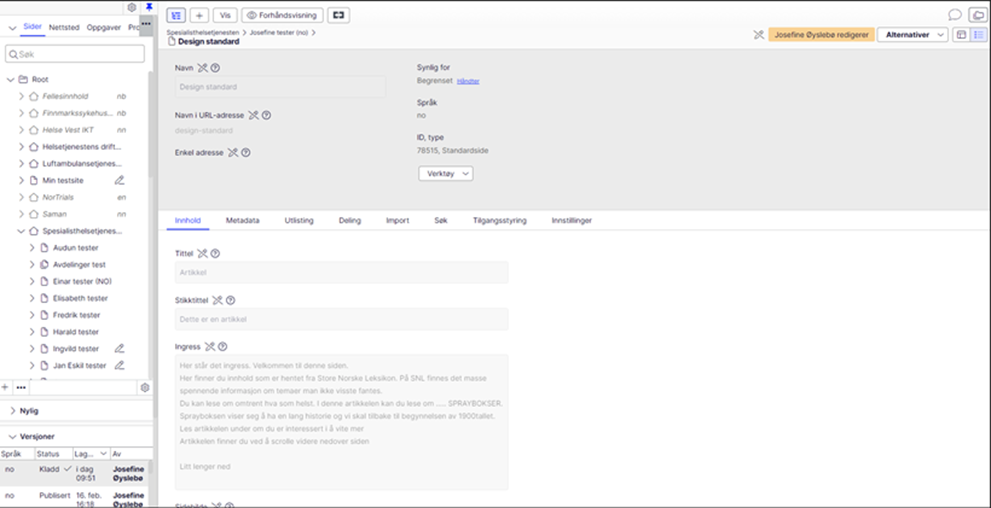 Sider Nettsted Oppgaver Pro
Søk
Root
Fellesinnhold nb
Finnmarkssykehus... nb
Helse Vest IKT nn
Helsetjenestens drift...
Luftambulansetjenes...
Min testsite
NorTrials en
Saman nn
Spesialisthelsetjenes...
Audun tester
Avdelinger test
Einar tester (NO)
Elisabeth tester
Fredrik tester
Harald tester
Ingvild tester
Jan Eskil tester
Nylig
Versjoner
Språk Status Lag... Av
no Kladd i dag 09:51 Josefine Øyslebø
no Publisert 16. feb. 16:18 Josefine Øyslebø
Vis Forhåndsvisning
Spesialisthelsetjenesten > Josefine tester (no) >
Design standard
Josefine Øyslebø redigerer Alternativer
Navn
Design standard
Navn i URL-adresse
design-standard
Enkel adresse
Synlig for
Begrenset Håndter
Språk
no
ID, type
78515, Standardside
Verktøy
Innhold Metadata Utlisting Deling Import Søk Tilgangsstyring Innstillinger
Tittel
Artikkel
Stikktittel
Dette er en artikkel
Ingress
Her står det ingress. Velkommen til denne siden.
Her finner du innhold som er hentet fra Store Norske Leksikon. På SNL finnes det masse
spennende informasjon om temaer man ikke visste fantes.
Du kan lese om omtrent hva som helst. I denne artikkelen kan du lese om ..... SPRAYBOKSER.
Sprayboksen viser seg å ha en lang historie og vi skal tilbake til begynnelsen av 1900tallet.
Les artikkelen under om du er interessert i å vite mer
Artikkelen finner du ved å scrolle videre nedover siden
Litt lenger ned